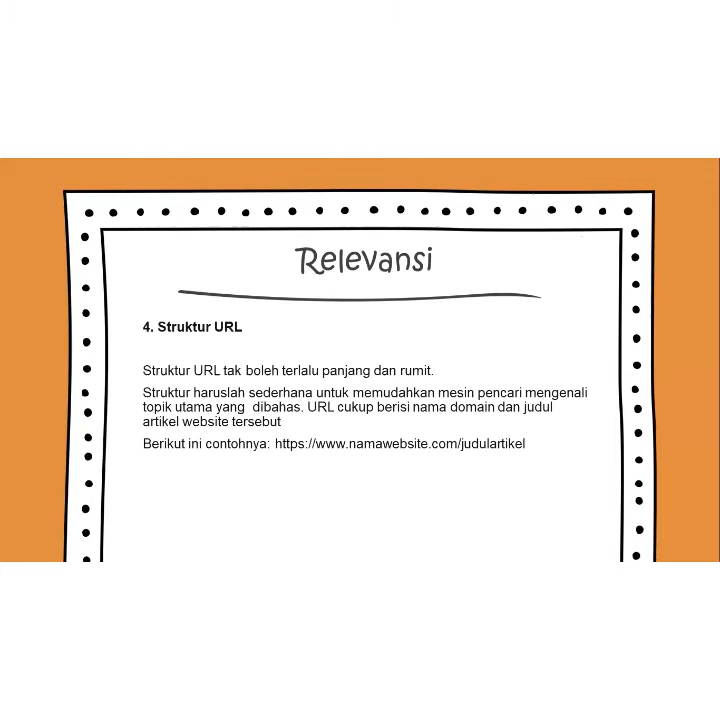 Relevansi
4. Struktur URL
Struktur URL tak boleh terlalu panjang dan rumit.
Struktur haruslah sederhana untuk memudahkan mesin pencari mengenali
topik utama yang  dibahas. URL cukup berisi nama domain dan judul
artikel website tersebut
Berikut ini contohnya: https://www.namawebsite.com/judulartikel